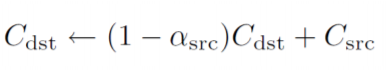 C_dst ← (1 − α_src)C_dst + C_src